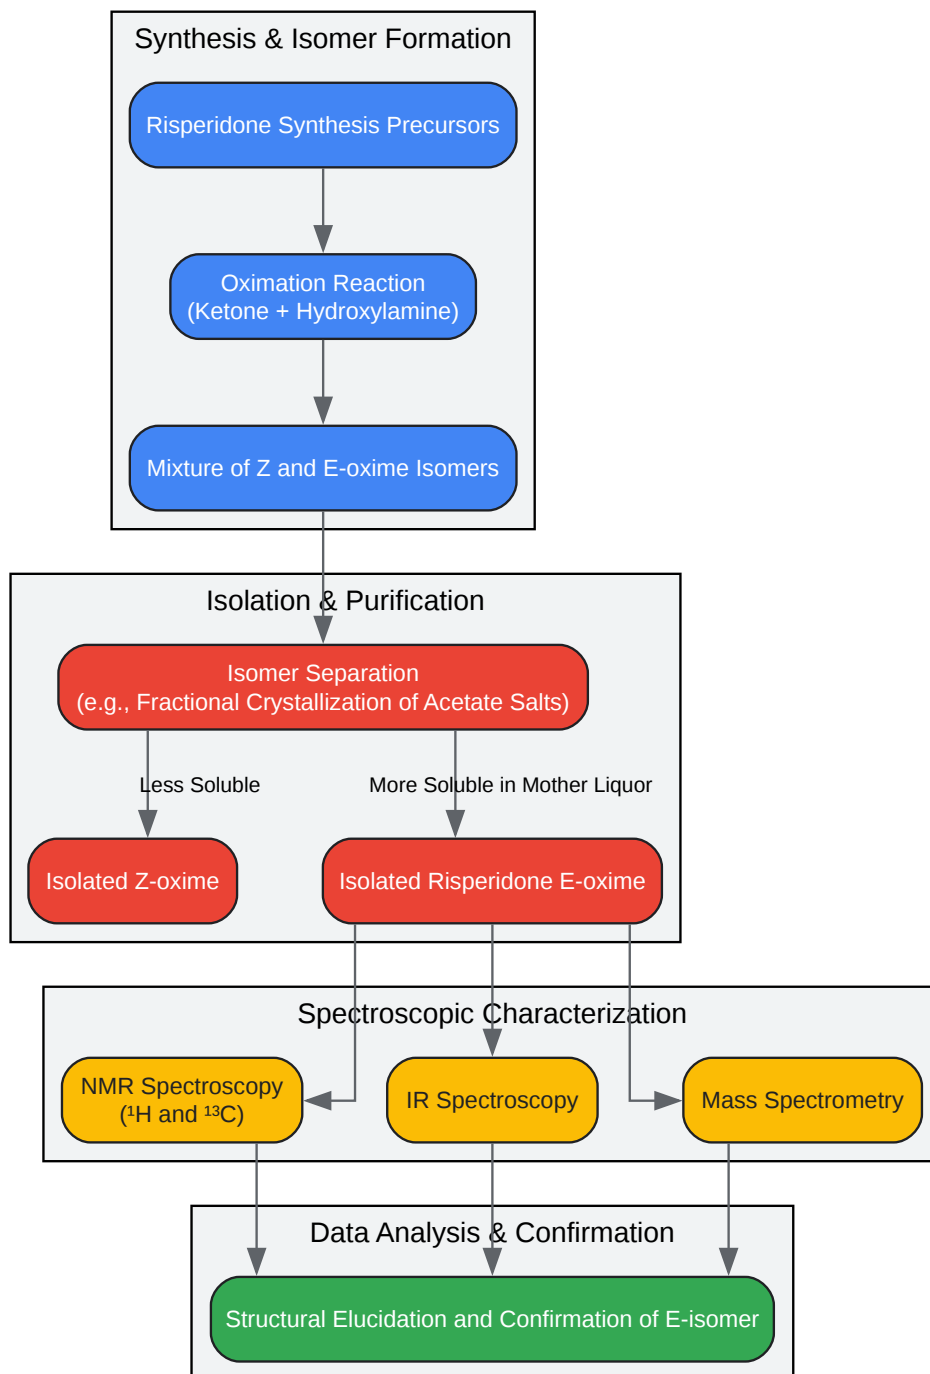 Synthesis & Isomer Formation
Risperidone Synthesis Precursors
Oximation Reaction
(Ketone + Hydroxylamine)
Mixture of Z and E-oxime Isomers
Isolation & Purification
Isomer Separation
(e.g., Fractional Crystallization of Acetate Salts)
Less Soluble
More Soluble in Mother Liquor
Isolated Z-oxime
Isolated Risperidone E-oxime
Spectroscopic Characterization
NMR Spectroscopy
(¹H and ¹³C)
IR Spectroscopy
Mass Spectrometry
Data Analysis & Confirmation
Structural Elucidation and Confirmation of E-isomer